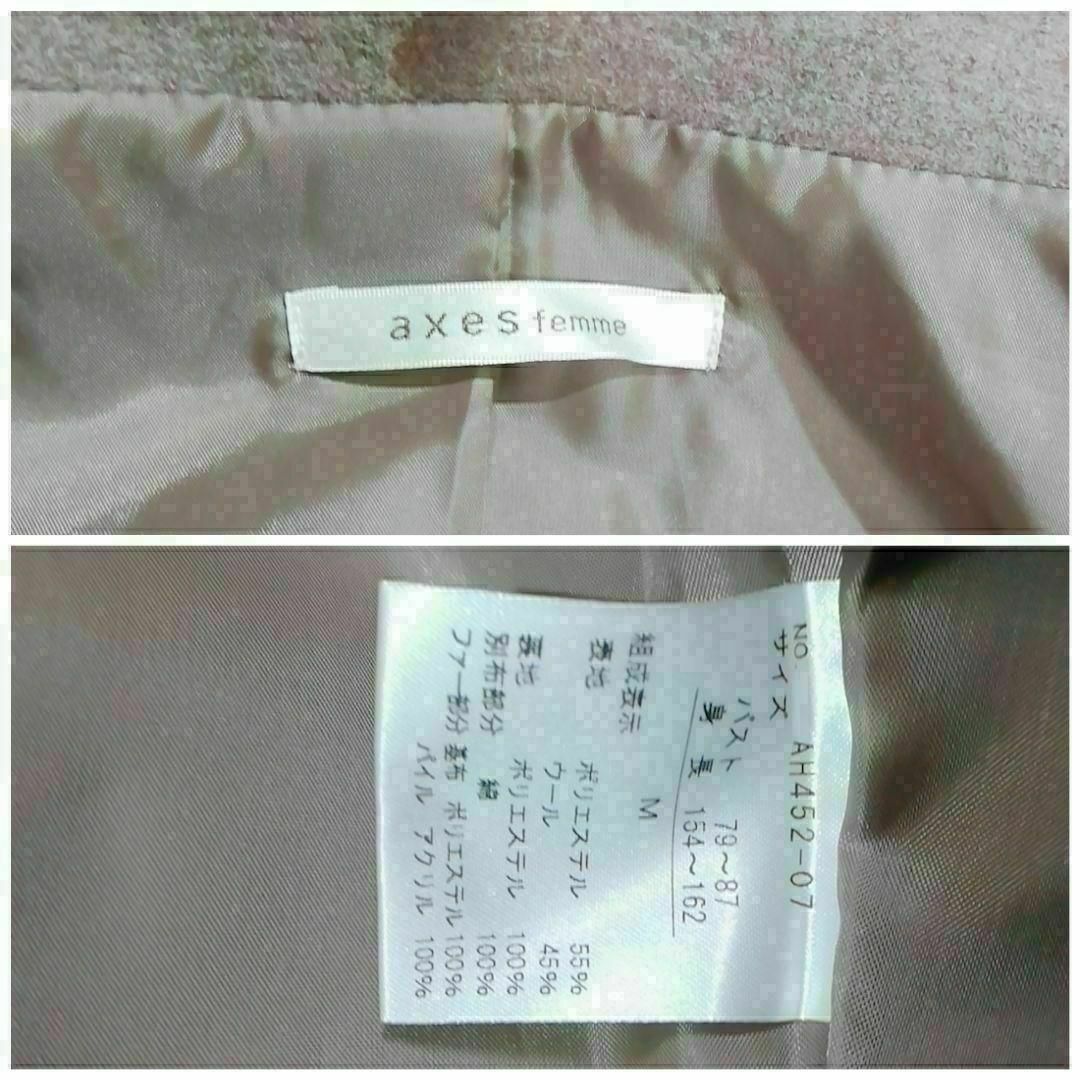 axes femme
No. AH452-07
サイズ
バスト 79~87
身長 154~162
M
組成表示
表地 ポリエステル 55%
ウール 45%
裏地 ポリエステル 100%
別布部分 綿 100%
ファー部分 基布 ポリエステル 100%
パイル アクリル 100%